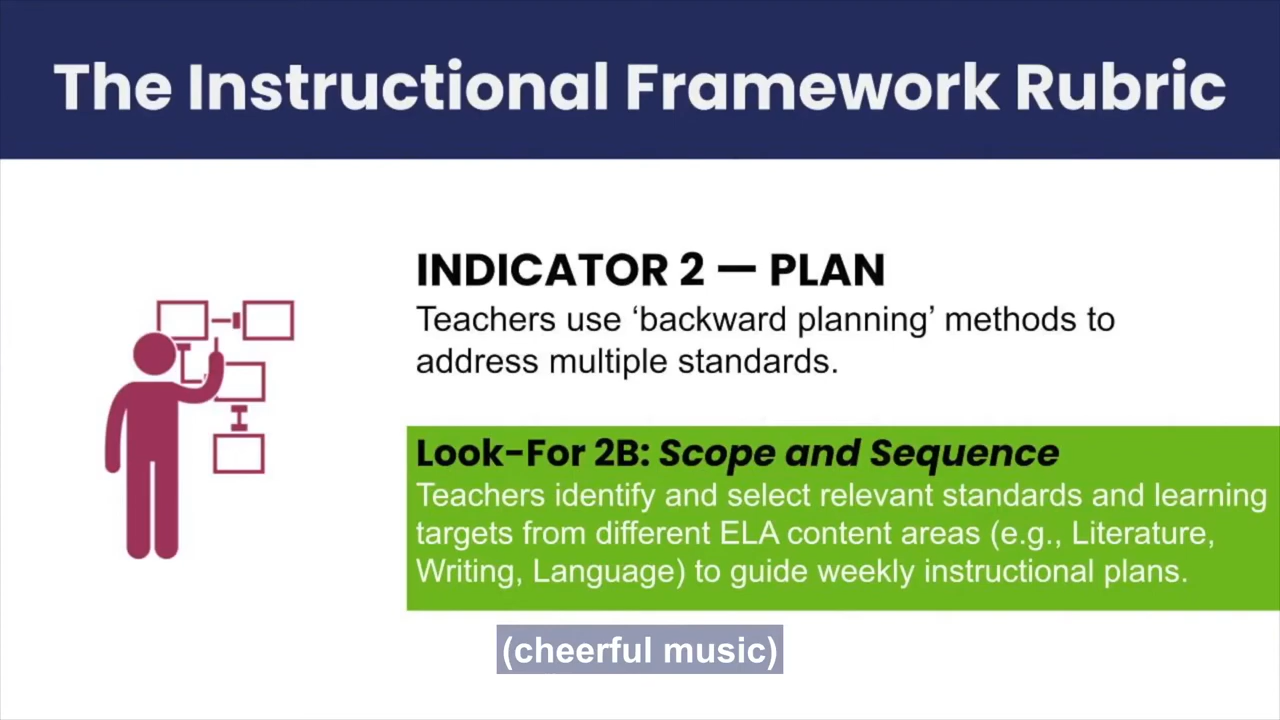 The Instructional Framework Rubric
INDICATOR 2 — PLAN
Teachers use ‘backward planning’ methods to
address multiple standards.
Look-For 2B: Scope and Sequence
Teachers identify and select relevant standards and learning
targets from different ELA content areas (e.g., Literature,
Writing, Language) to guide weekly instructional plans.
(cheerful music)